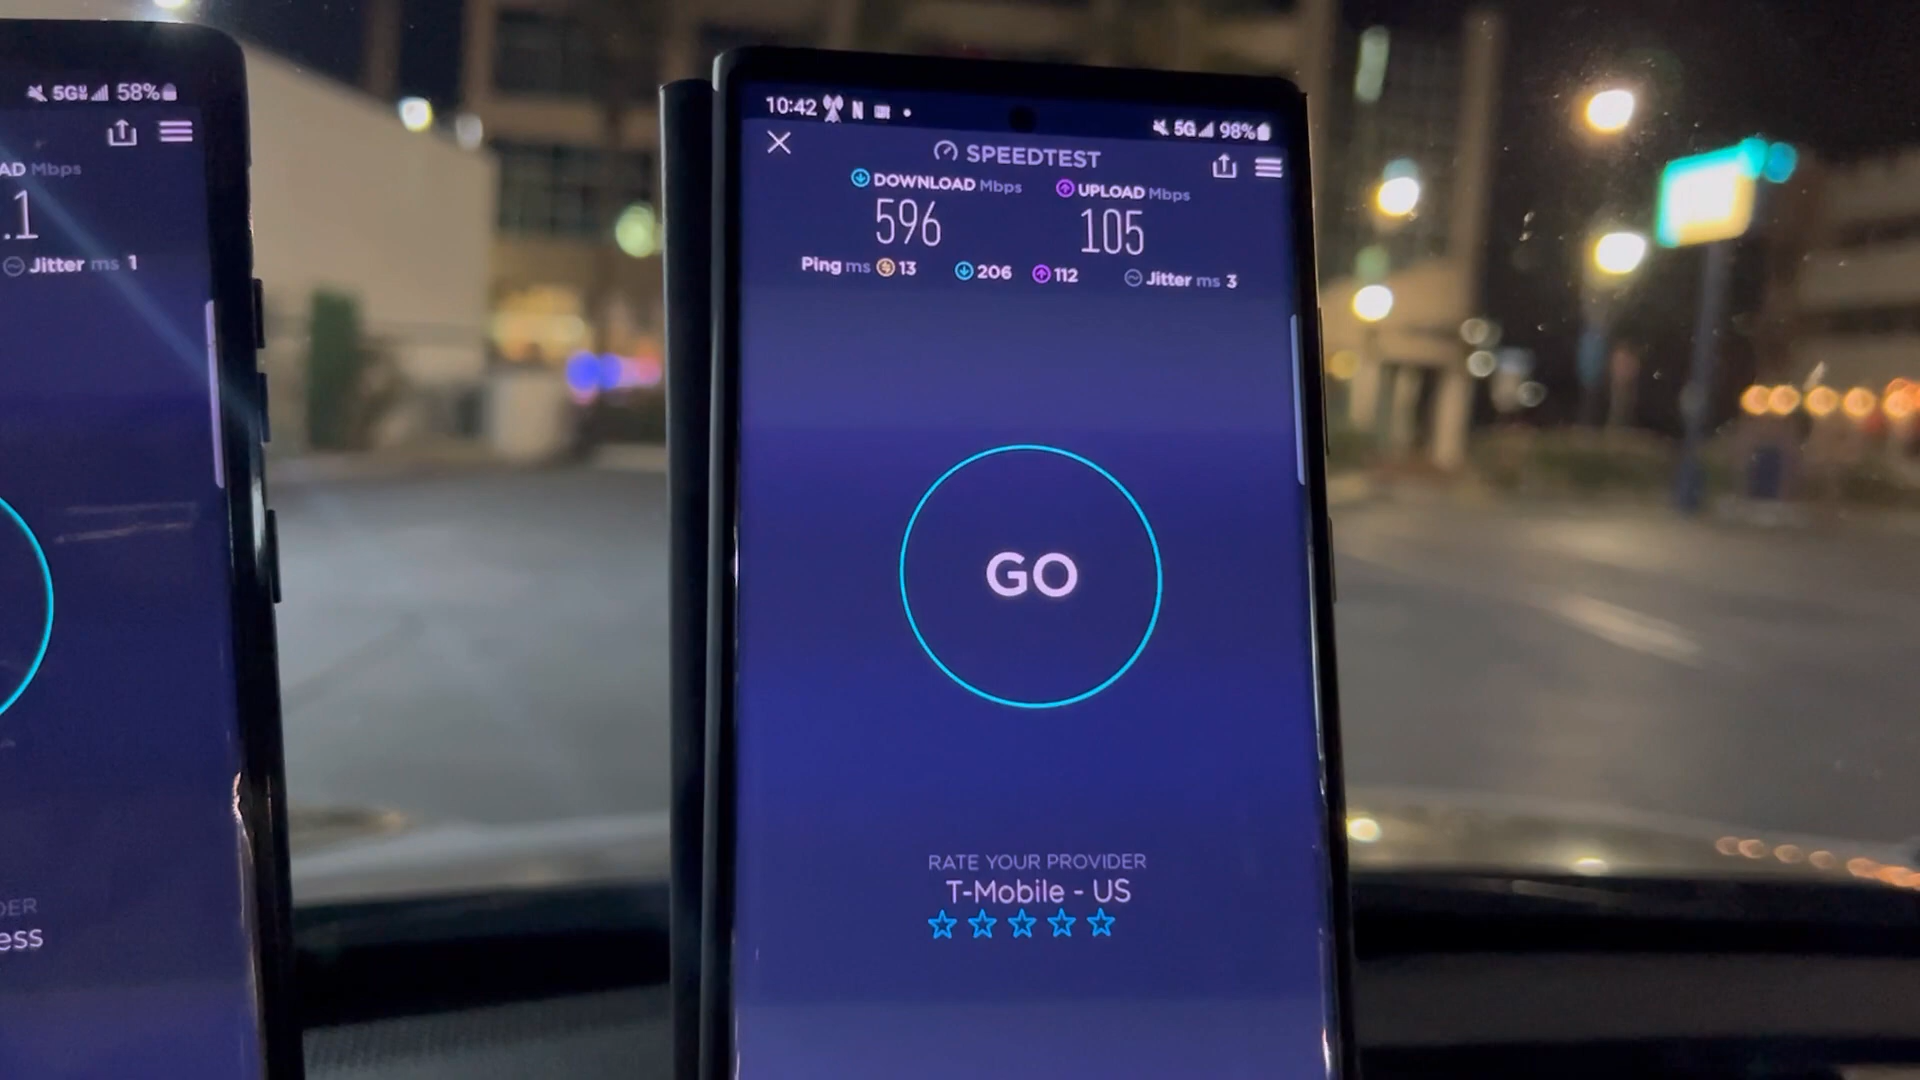 5G 58%
AD Mbps
.1
Jitter ms 1
DER
ess
10:42 N
5G 98%
SPEEDTEST
DOWNLOAD Mbps UPLOAD Mbps
596 105
Ping ms 13 206 112 Jitter ms 3
GO
RATE YOUR PROVIDER
T-Mobile - US